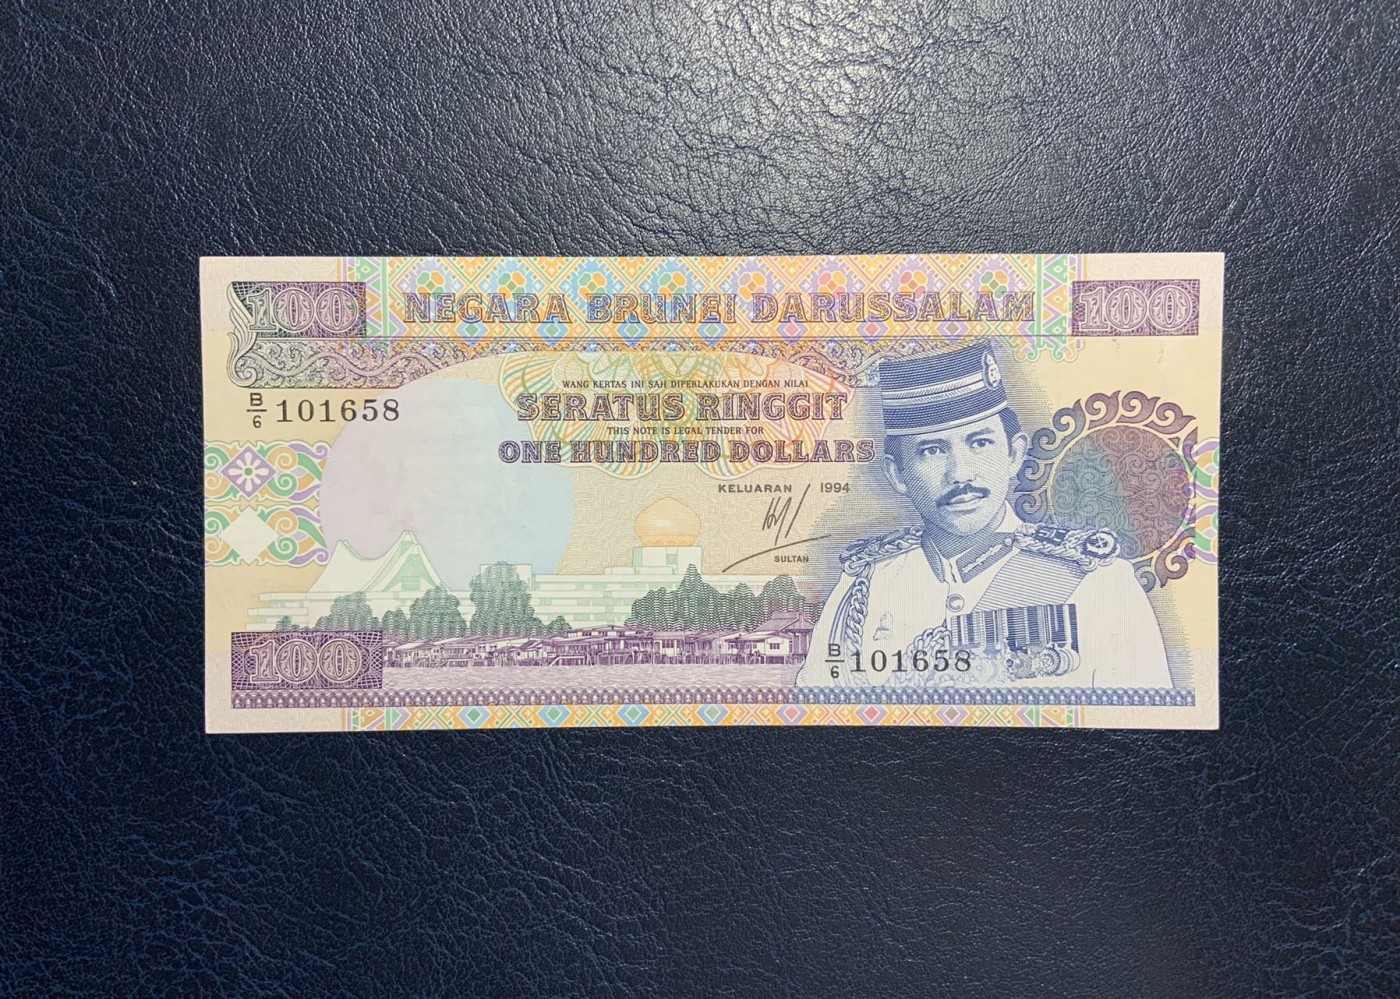 100 NEGARA BRUNEI DARUSSALAM 100
WANG KERTAS INI SAH DIPERLAKUKAN DENGAN NILAI
B/6 101658
SERATUS RINGGIT
THIS NOTE IS LEGAL TENDER FOR
ONE HUNDRED DOLLARS
KELUARAN 1994
SULTAN
100
B/6 101658